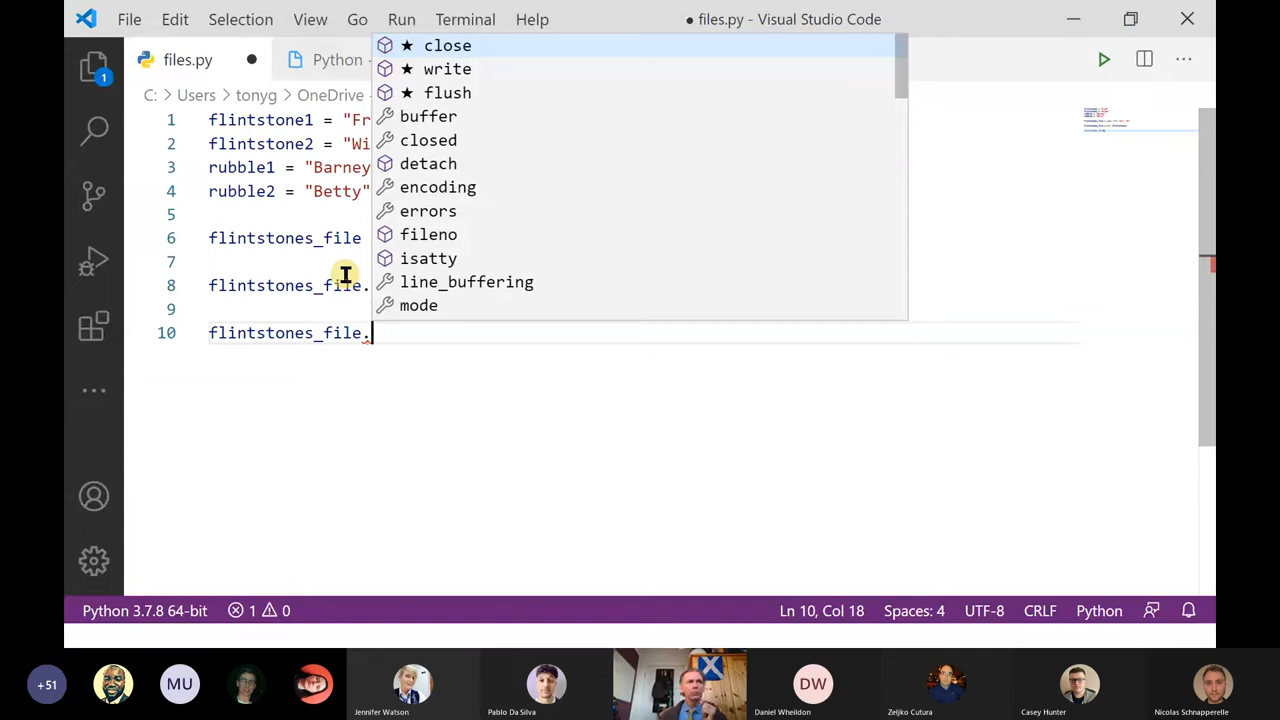 File Edit Selection View Go Run Terminal Help
● files.py - Visual Studio Code
files.py ●
Python -
C: > Users > tonyg > OneDrive -
1 flintstone1 = "Fr
2 flintstone2 = "Wi
3 rubble1 = "Barney
4 rubble2 = "Betty"
5
6 flintstones_file
7
8 flintstones_file.
9
10 flintstones_file.
★ close
★ write
★ flush
buffer
closed
detach
encoding
errors
fileno
isatty
line_buffering
mode
1
Python 3.7.8 64-bit 1 0
Ln 10, Col 18 Spaces: 4 UTF-8 CRLF Python
+51
MU
DW
Jennifer Watson
Pablo Da Silva
Daniel Wheildon
Zeljko Cutura
Casey Hunter
Nicolas Schnapperelle